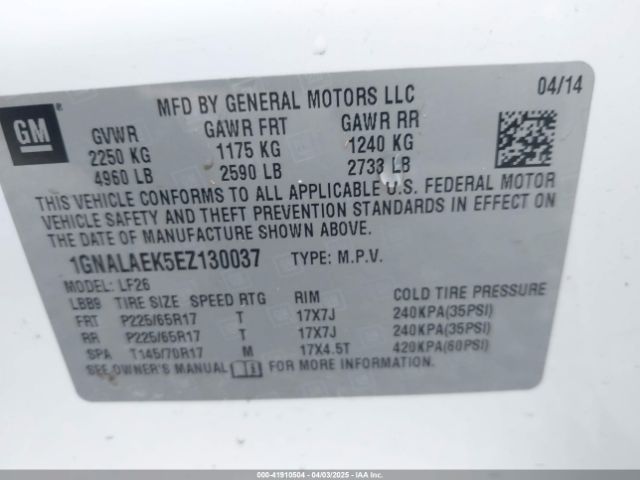 GM
MFD BY GENERAL MOTORS LLC
04/14
GVWR GAWR FRT GAWR RR
2250 KG 1175 KG 1240 KG
4960 LB 2590 LB 2733 LB
THIS VEHICLE CONFORMS TO ALL APPLICABLE U.S. FEDERAL MOTOR
VEHICLE SAFETY AND THEFT PREVENTION STANDARDS IN EFFECT ON
THE DATE OF MANUFACTURE SHOWN ABOVE.
1GNALAEK5EZ130037 TYPE: M.P.V.
MODEL: LF26
LBB9 TIRE SIZE SPEED RTG RIM COLD TIRE PRESSURE
FRT P225/65R17 T 17X7J 240KPA(35PSI)
RR P225/65R17 T 17X7J 240KPA(35PSI)
SPA T145/70R17 M 17X4.5T 420KPA(60PSI)
SEE OWNER'S MANUAL FOR MORE INFORMATION
000-41910504 - 04/03/2025 - IAA Inc.